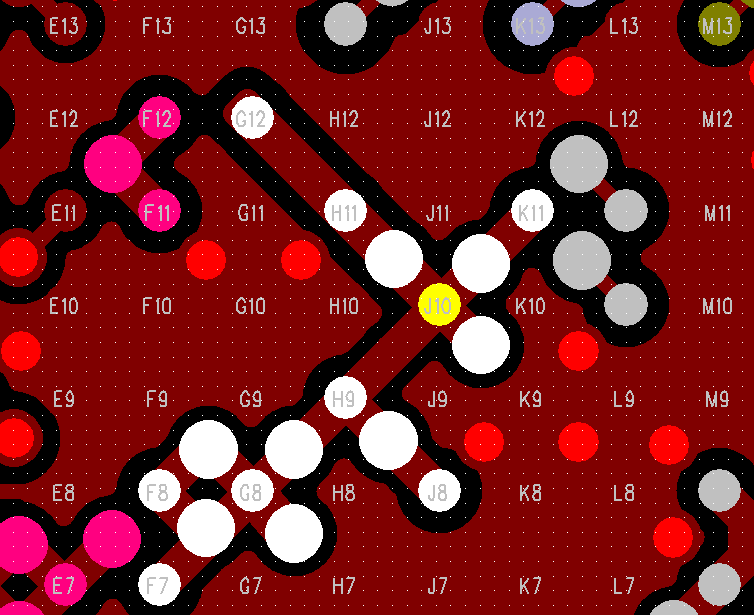 E13 F13 G13 J13 K13 L13 M13
E12 F12 G12 H12 J12 K12 L12 M12
E11 F11 G11 H11 J11 K11 M11
E10 F10 G10 H10 J10 K10 M10
E9 F9 G9 H9 J9 K9 L9 M9
E8 F8 G8 H8 J8 K8 L8
E7 F7 G7 H7 J7 K7 L7